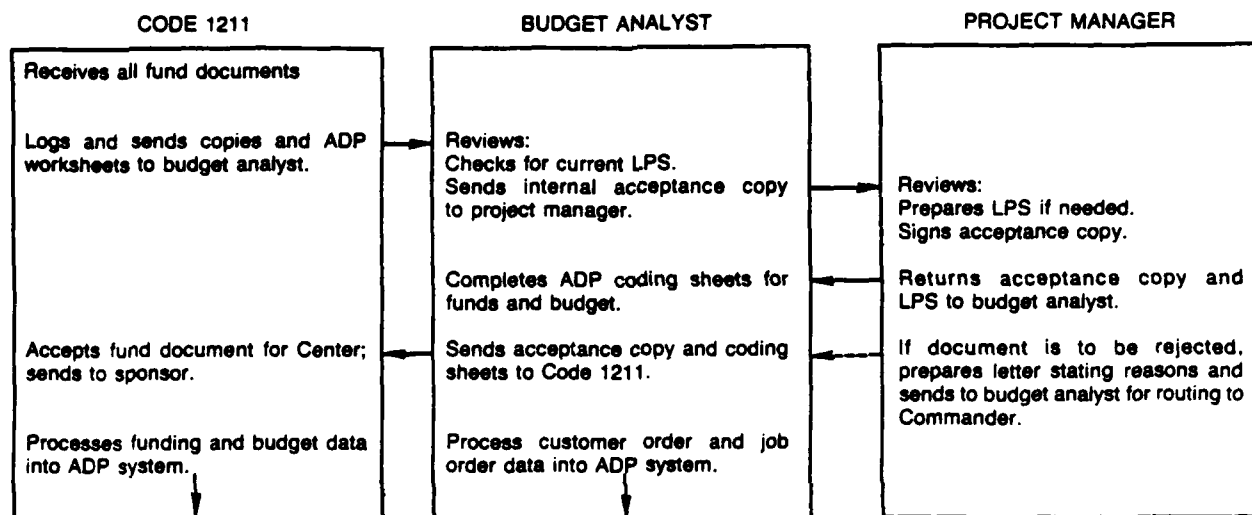 CODE 1211
Receives all fund documents
Logs and sends copies and ADP
worksheets to budget analyst.
Accepts fund document for Center;
sends to sponsor.
Processes funding and budget data
into ADP system.
BUDGET ANALYST
Reviews:
Checks for current LPS.
Sends internal acceptance copy
to project manager.
Completes ADP coding sheets for
funds and budget.
Sends acceptance copy and coding
sheets to Code 1211.
Process customer order and job
order data into ADP system.
PROJECT MANAGER
Reviews:
Prepares LPS if needed.
Signs acceptance copy.
Returns acceptance copy and
LPS to budget analyst.
If document is to be rejected,
prepares letter stating reasons and
sends to budget analyst for routing to
Commander.